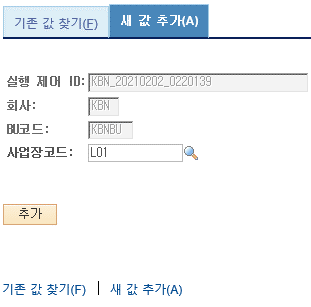 기존 값 찾기(F) 새 값 추가(A)
실행 제어 ID: KBN_20210202_0220139
회사: KBN
BU코드: KBNBU
사업장코드: L01
추가
기존 값 찾기(F) | 새 값 추가(A)